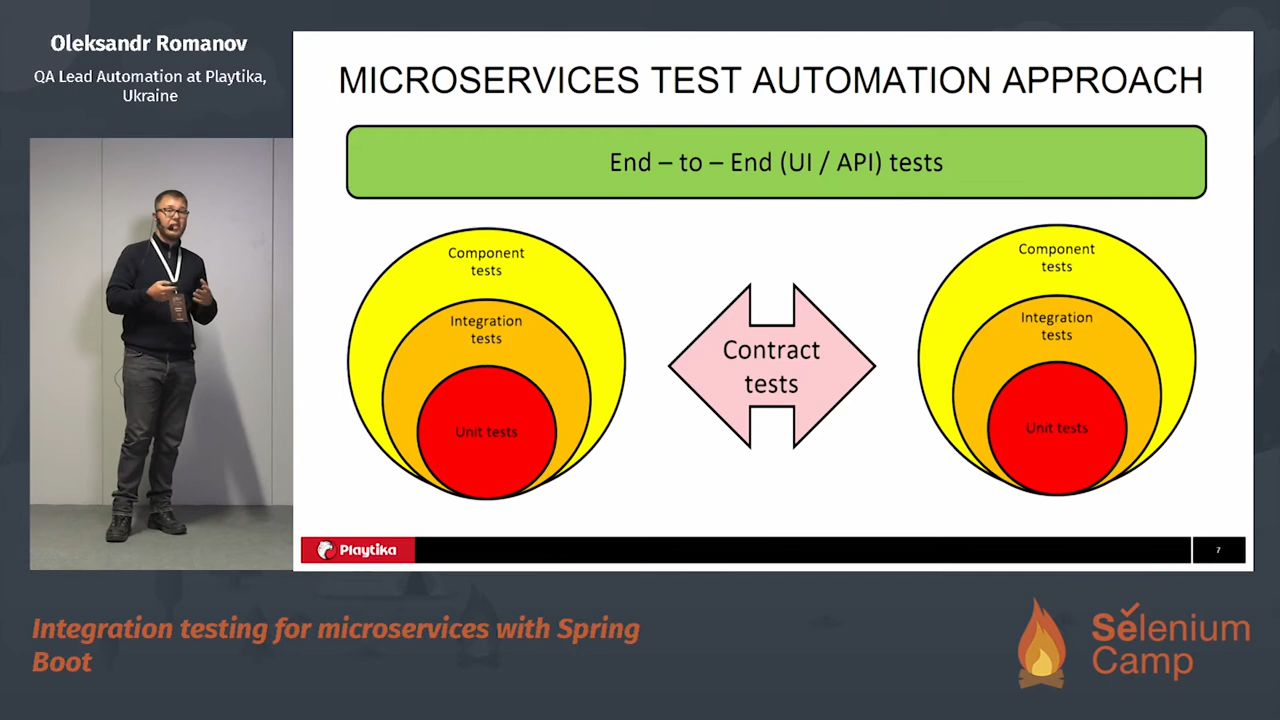 Oleksandr Romanov
QA Lead Automation at Playtika,
Ukraine
MICROSERVICES TEST AUTOMATION APPROACH
End – to – End (UI / API) tests
Component
tests
Integration
tests
Unit tests
Contract
tests
Component
tests
Integration
tests
Unit tests
Playtika
7
Integration testing for microservices with Spring
Boot
Selenium
Camp